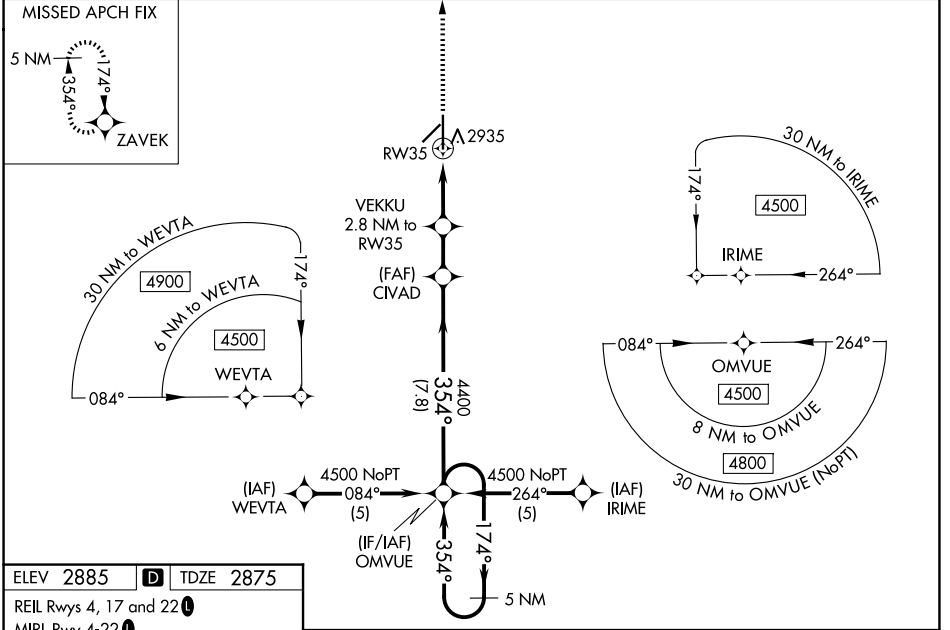 MISSED APCH FIX
5 NM
354°
174°
ZAVEK
RW35
2935
VEKKU
2.8 NM to
RW35
(FAF)
CIVAD
30 NM to WEVTA
4900
6 NM to WEVTA
4500
174°
WEVTA
084°
30 NM to IRIME
4500
174°
IRIME
264°
084°
264°
OMVUE
4500
8 NM to OMVUE
4800
30 NM to OMVUE (NoPT)
354°
(7.8)
4400
(IAF)
WEVTA
4500 NoPT
084°
(5)
4500 NoPT
264°
(5)
(IAF)
IRIME
(IF/IAF)
OMVUE
354°
174°
5 NM
ELEV 2885 D TDZE 2875
REIL Rwys 4, 17 and 22 L
MIRL Rwy 4-22 L